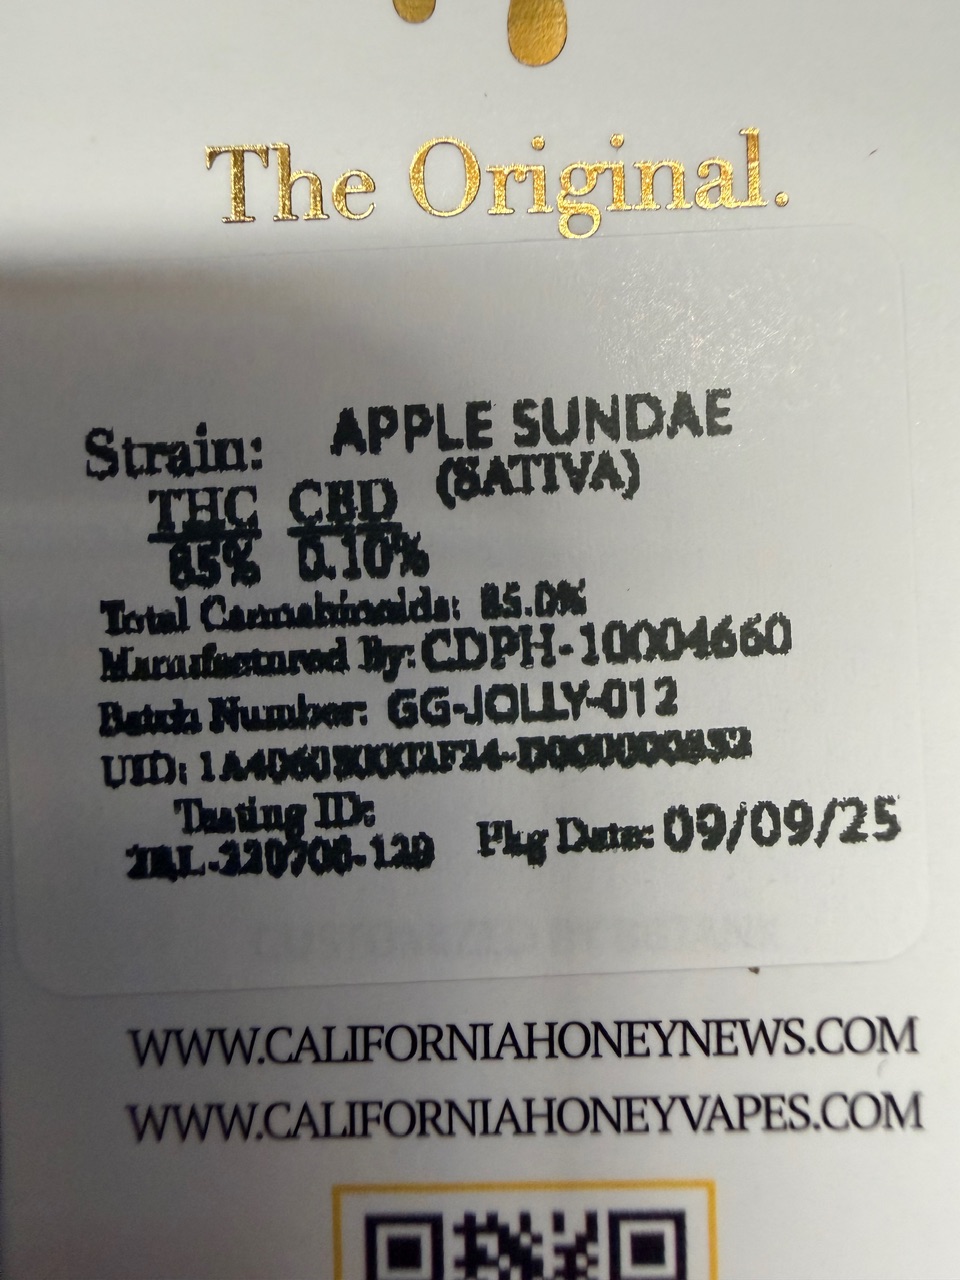 The Original.
Strain: APPLE SUNDAE
(SATIVA)
THC CBD
85% 0.10%
Total Cannabinoids: 85.0%
Manufactured By: CDPH-10004660
Batch Number: GG-JOLLY-012
UID:
Testing ID:
Pkg Date: 09/09/25
WWW.CALIFORNIAHONEYNEWS.COM
WWW.CALIFORNIAHONEYVAPES.COM